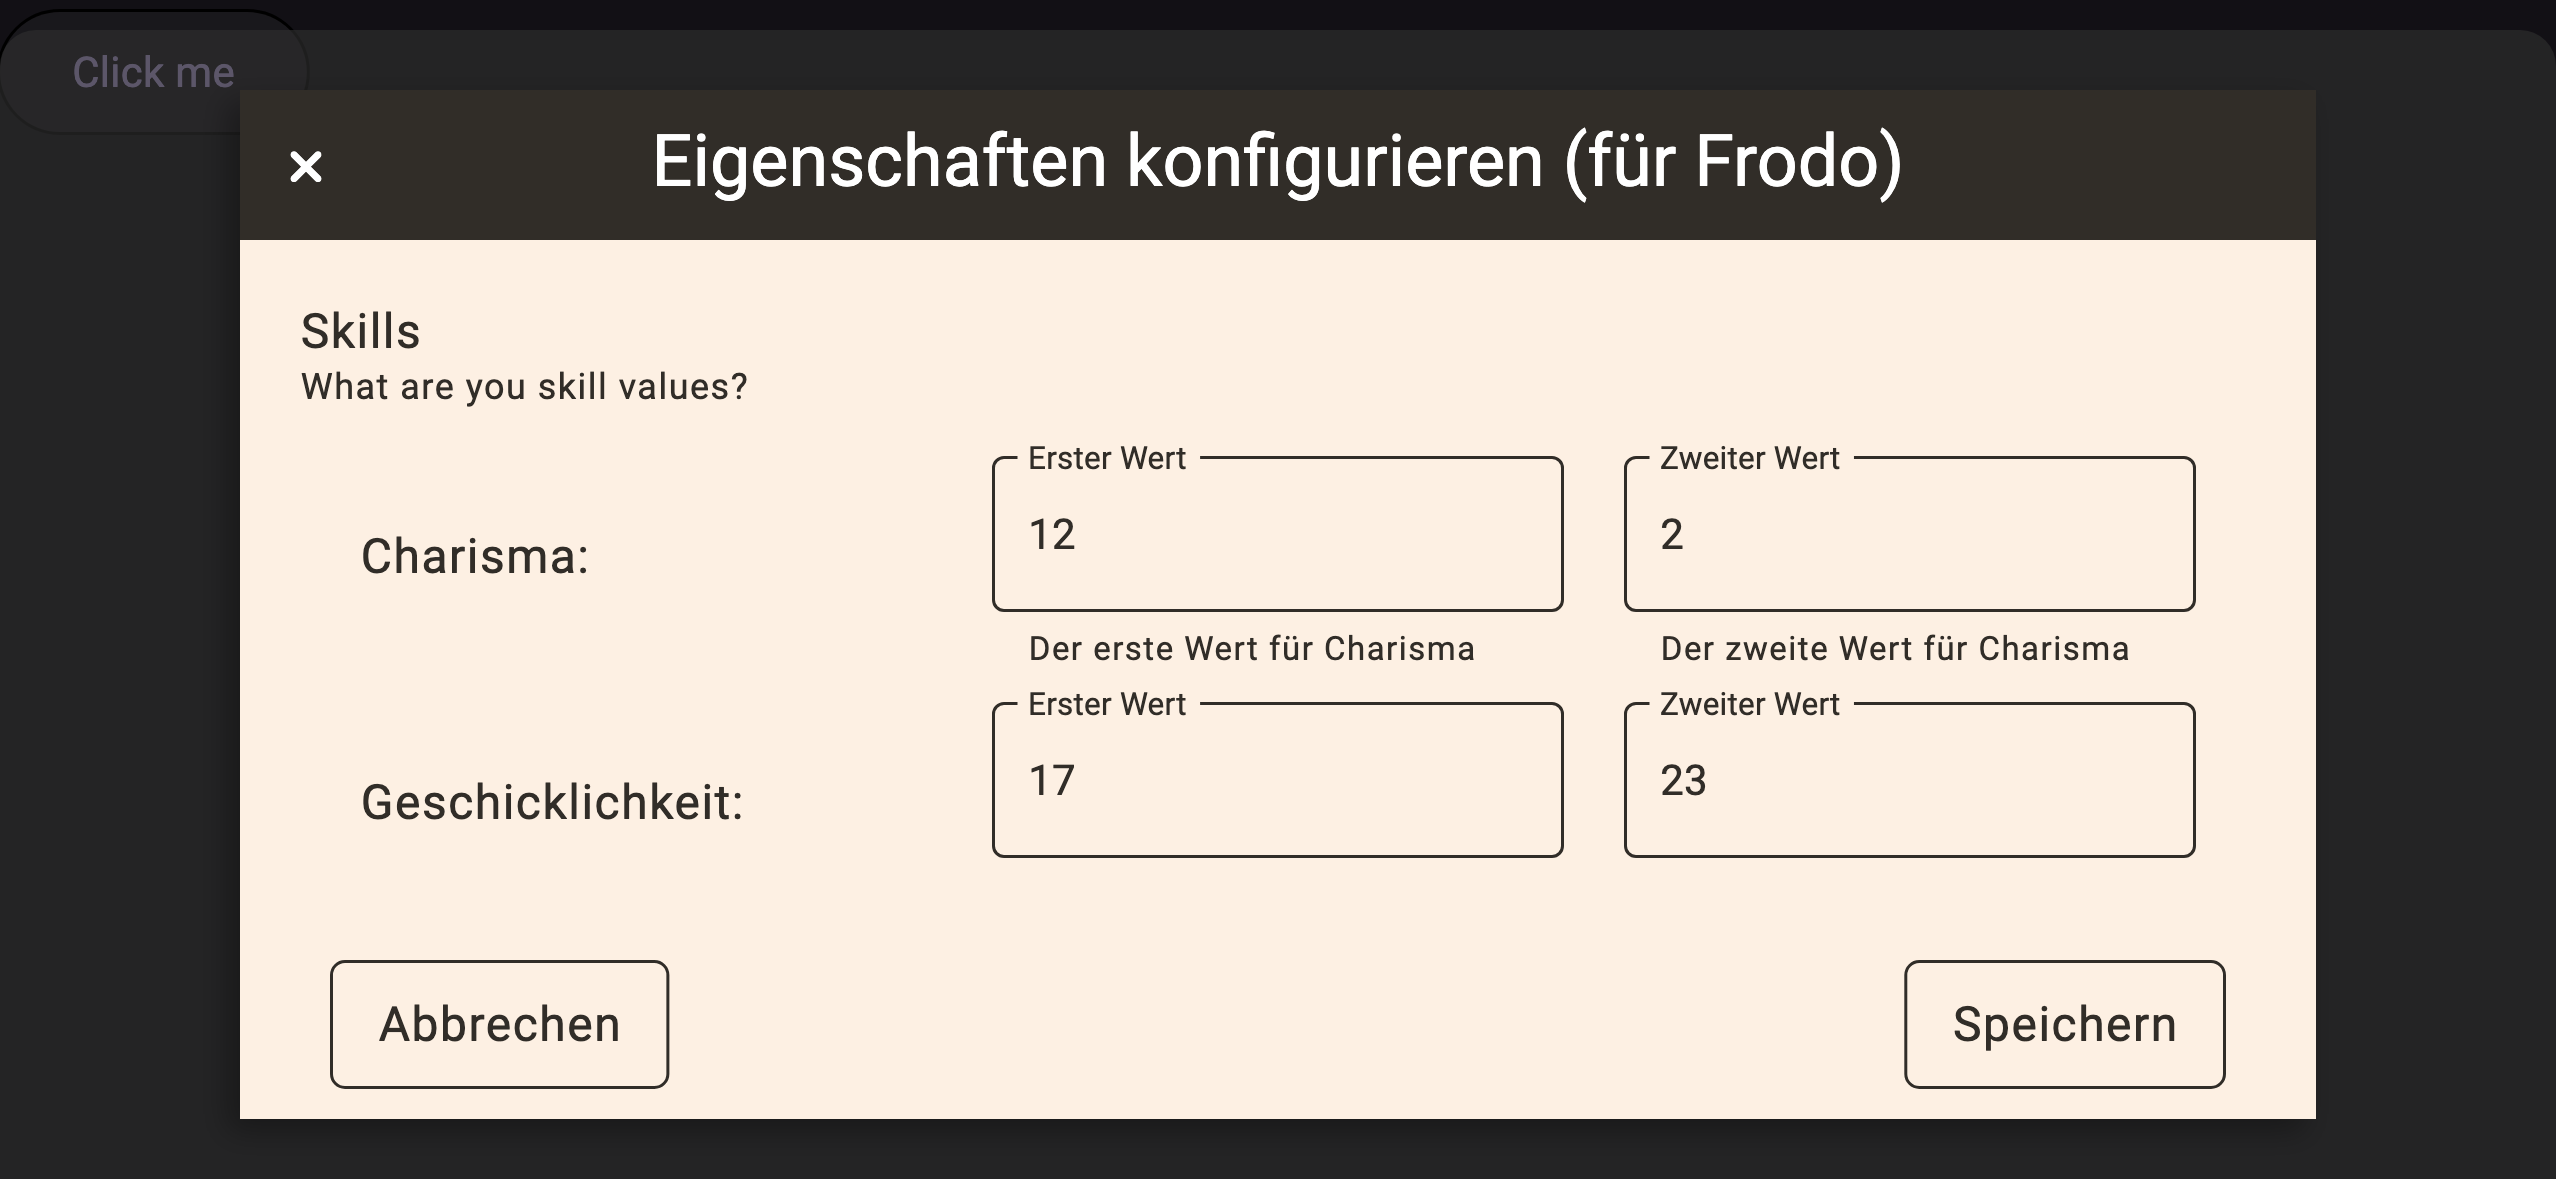 Click me
Eigenschaften konfigurieren (für Frodo)
Skills
What are you skill values?
Charisma:
Erster Wert
12
Der erste Wert für Charisma
Zweiter Wert
2
Der zweite Wert für Charisma
Geschicklichkeit:
Erster Wert
17
Zweiter Wert
23
Abbrechen
Speichern